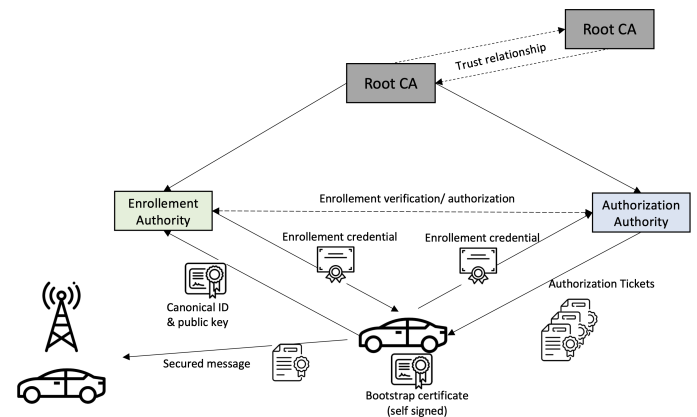 Root CA
Trust relationship
Root CA
Enrollement
Authority
Enrollement verification/ authorization
Authorization
Authority
Enrollement credential
Enrollement credential
Canonical ID
& public key
Authorization Tickets
Secured message
Bootstrap certificate
(self signed)